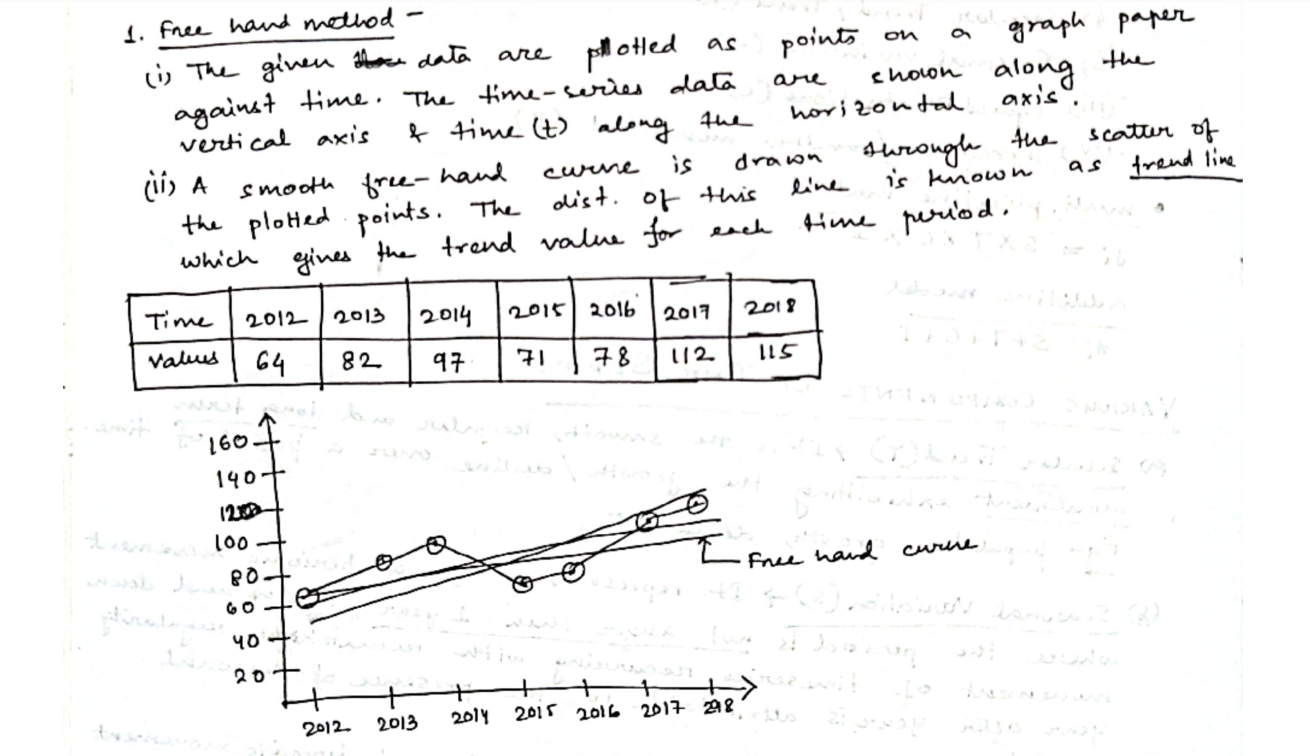 1. Free hand method -
(i) The given data are plotted as points on a graph paper
against time. The time-series data are shown along the
vertical axis & time (t) along the horizontal axis.
(ii) A smooth free-hand curve is drawn through the scatter of
the plotted points. The dist. of this line is known as trend line
which gives the trend value for each time period.
Time 2012 2013 2014 2015 2016 2017 2018
Values 64 82 97 71 78 112 115
160
140
120
100
80
60
40
20
Free hand curve
2012 2013 2014 2015 2016 2017 2018